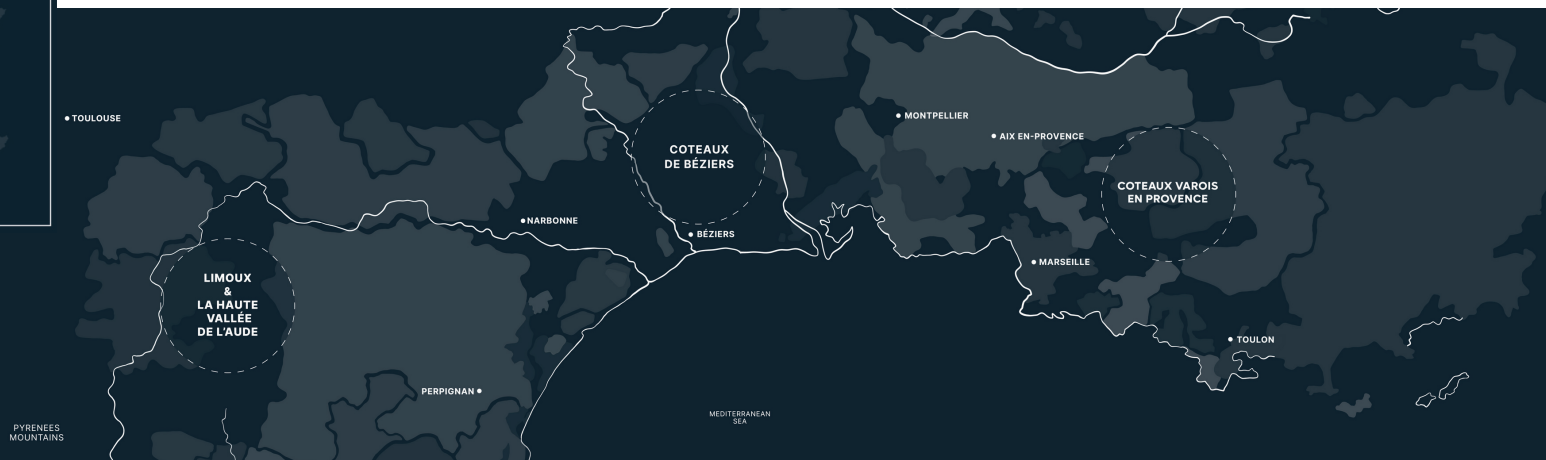 TOULOUSE
MONTPELLIER
AIX EN-PROVENCE
COTEAUX
DE BÉZIERS
COTEAUX VAROIS
EN PROVENCE
NARBONNE
BÉZIERS
MARSEILLE
LIMOUX
&
LA HAUTE
VALLÉE
DE L'AUDE
TOULON
PERPIGNAN
MEDITERRANEAN
SEA
PYRENEES
MOUNTAINS